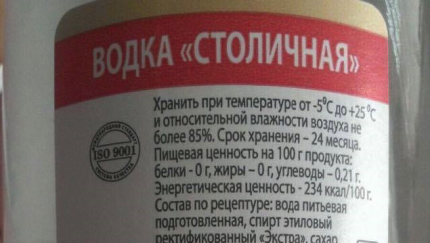 ВОДКА «СТОЛИЧНАЯ»
Хранить при температуре от -5°С до +25 °С
и относительной влажности воздуха не
более 85%. Срок хранения – 24 месяца.
Пищевая ценность на 100 г продукта:
белки - 0 г, жиры – 0 г, углеводы – 0,21 г.
Энергетическая ценность - 234 ккал/100 г.
Состав по рецептуре: вода питьевая
подготовленная, спирт этиловый
ректификованный «Экстра», сахар
ISO 9001